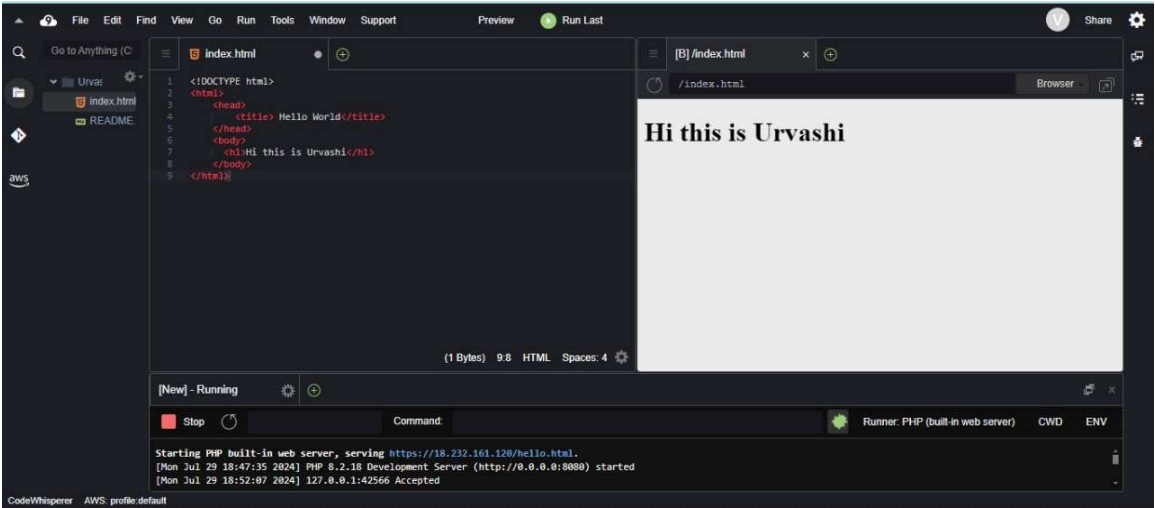 File Edit Find View Go Run Tools Window Support Preview Run Last V Share
Go to Anything (C
Urvas
index.html
README.
aws
index.html
1 <!DOCTYPE html>
2 <html>
3 <head>
4 <title> Hello World</title>
5 </head>
6 <body>
7 <h1>Hi this is Urvashi</h1>
8 </body>
9 </html>
(1 Bytes) 9:8 HTML Spaces: 4
[B] /index.html
/index.html Browser
Hi this is Urvashi
[New] - Running
Stop Command: Runner: PHP (built-in web server) CWD ENV
Starting PHP built-in web server, serving https://18.232.161.120/hello.html.
[Mon Jul 29 18:47:35 2024] PHP 8.2.18 Development Server (http://0.0.0.0:8080) started
[Mon Jul 29 18:52:07 2024] 127.0.0.1:42566 Accepted
CodeWhisperer AWS: profile:default